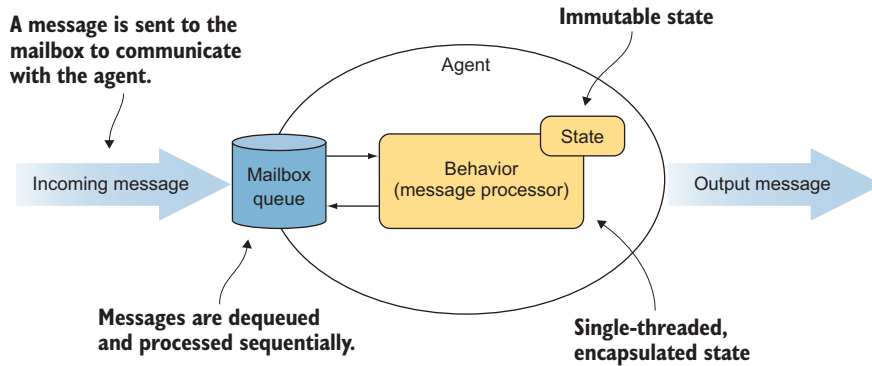 A message is sent to the
mailbox to communicate
with the agent.
Immutable state
Agent
State
Incoming message
Mailbox
queue
Behavior
(message processor)
Output message
Messages are dequeued
and processed sequentially.
Single-threaded,
encapsulated state